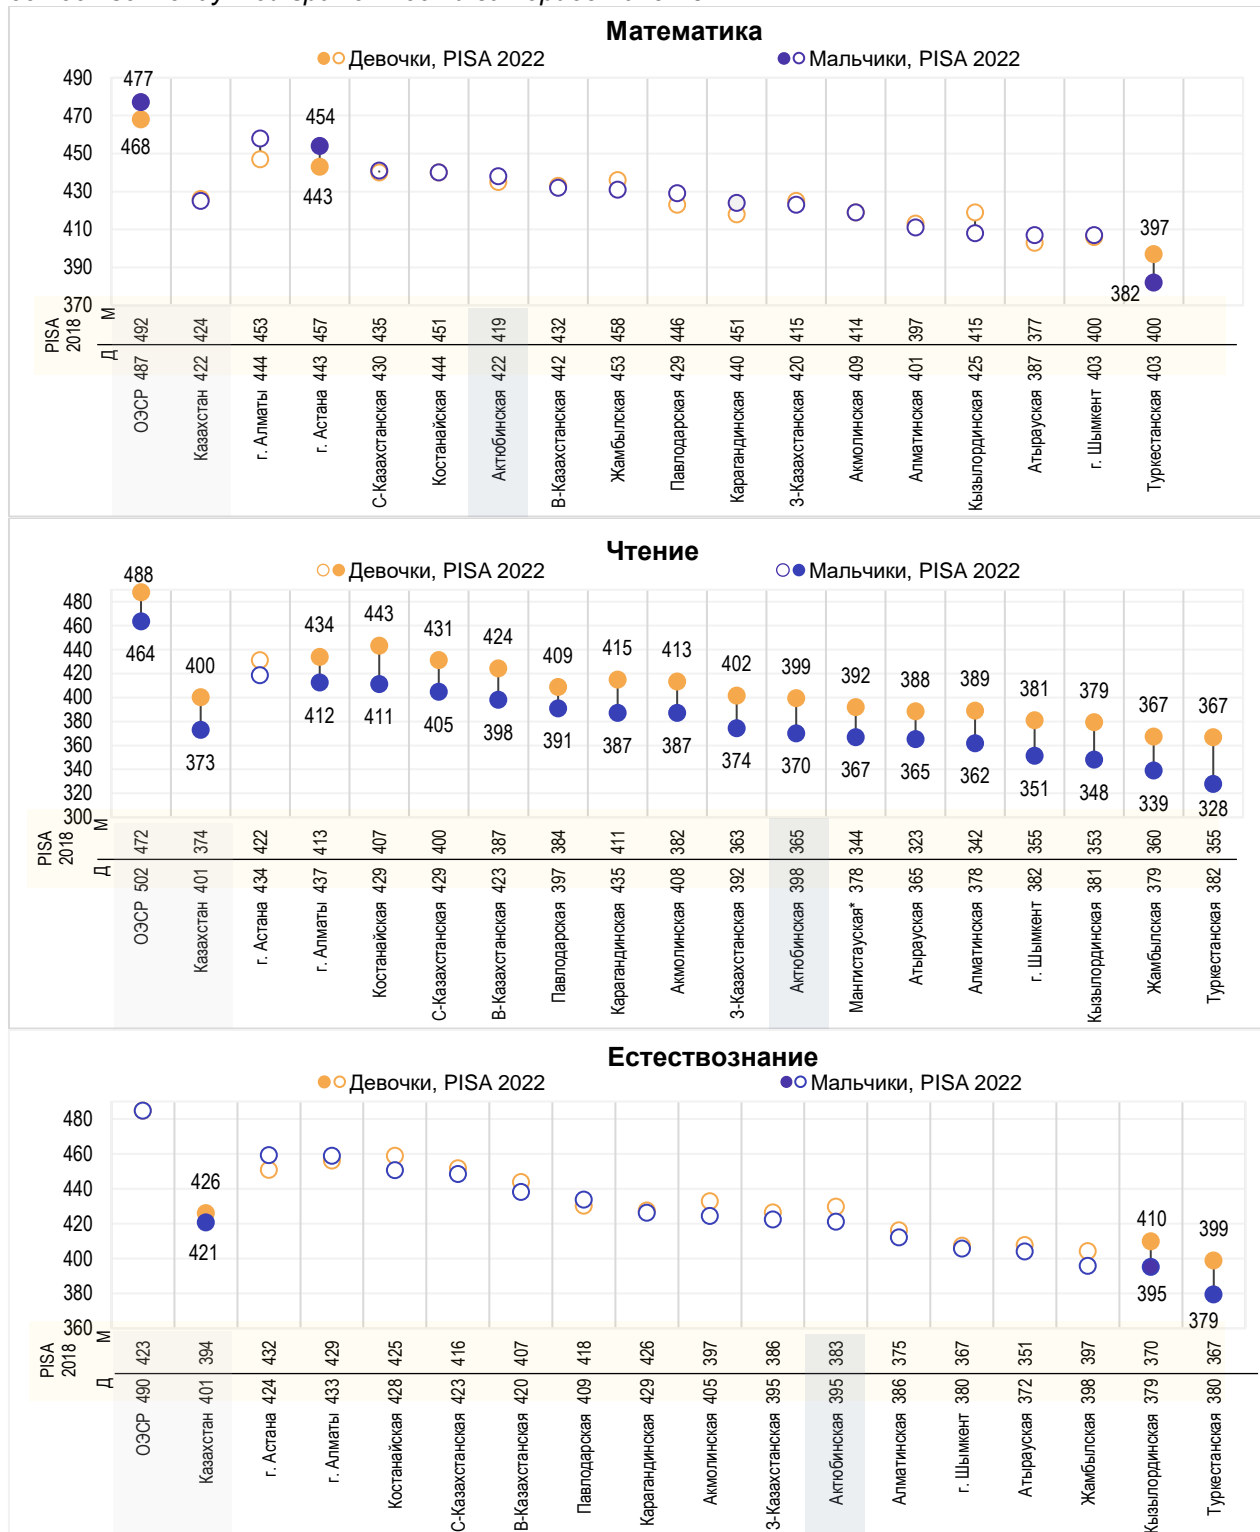 Математика
Девочки, PISA 2022 Мальчики, PISA 2022
490
470
450
430
410
390
370
477
468
454
443
397
382
PISA 2018
М 492 424 453 457 435 451 419 432 458 446 451 415 414 397 415 377 400 400
Д 487 422 444 443 430 444 422 442 453 429 440 420 409 401 425 387 403 403
ОЭСР
Казахстан
г. Алматы
г. Астана
С-Казахстанская
Костанайская
Актюбинская
В-Казахстанская
Жамбылская
Павлодарская
Карагандинская
З-Казахстанская
Акмолинская
Алматинская
Кызылординская
Атырауская
г. Шымкент
Туркестанская
Чтение
Девочки, PISA 2022 Мальчики, PISA 2022
480
460
440
420
400
380
360
340
320
300
488 400 434 443 431 424 409 415 413 402 399 392 388 389 381 379 367 367
464 373 412 411 405 398 391 387 387 374 370 367 365 362 351 348 339 328
PISA 2018
М 472 374 422 413 407 400 387 384 411 382 363 365 344 323 342 355 353 360 355
Д 502 401 434 437 429 429 423 397 435 408 392 398 378 365 378 382 381 379 382
ОЭСР
Казахстан
г. Астана
г. Алматы
Костанайская
С-Казахстанская
В-Казахстанская
Павлодарская
Карагандинская
Акмолинская
З-Казахстанская
Актюбинская
Мангистауская*
Атырауская
Алматинская
г. Шымкент
Кызылординская
Жамбылская
Туркестанская
Естествознание
Девочки, PISA 2022 Мальчики, PISA 2022
480
460
440
420
400
380
360
426
421
410
395
399
379
PISA 2018
М 423 394 432 429 425 416 407 418 426 397 386 383 375 367 351 397 370 367
Д 490 401 424 433 428 423 420 409 429 405 395 395 386 380 372 398 379 380
ОЭСР
Казахстан
г. Астана
г. Алматы
Костанайская
С-Казахстанская
В-Казахстанская
Павлодарская
Карагандинская
Акмолинская
З-Казахстанская
Актюбинская
Алматинская
г. Шымкент
Атырауская
Жамбылская
Кызылординская
Туркестанская